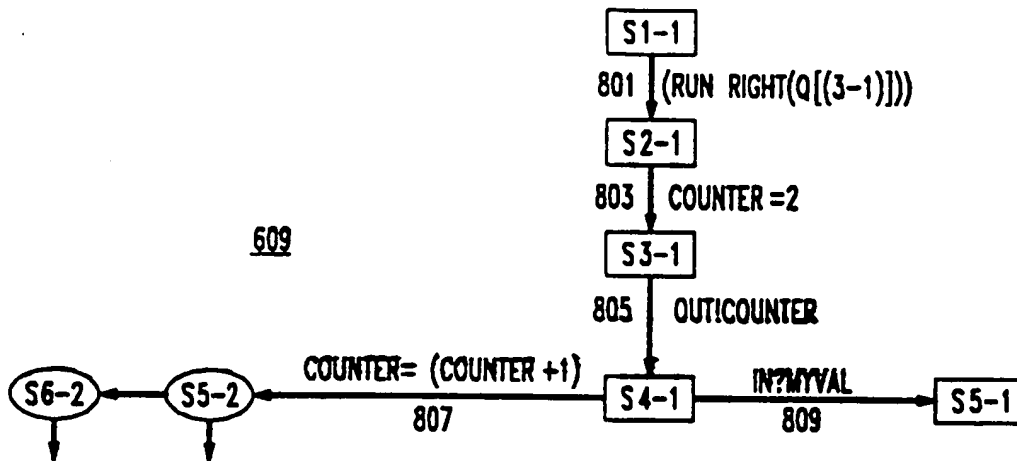 S1-1
801 (RUN RIGHT(Q[(3-1)]))
S2-1
803 COUNTER =2
609
S3-1
805 OUT!COUNTER
COUNTER= (COUNTER +1) IN?MYVAL
S6-2 S5-2 S4-1 S5-1
807 809